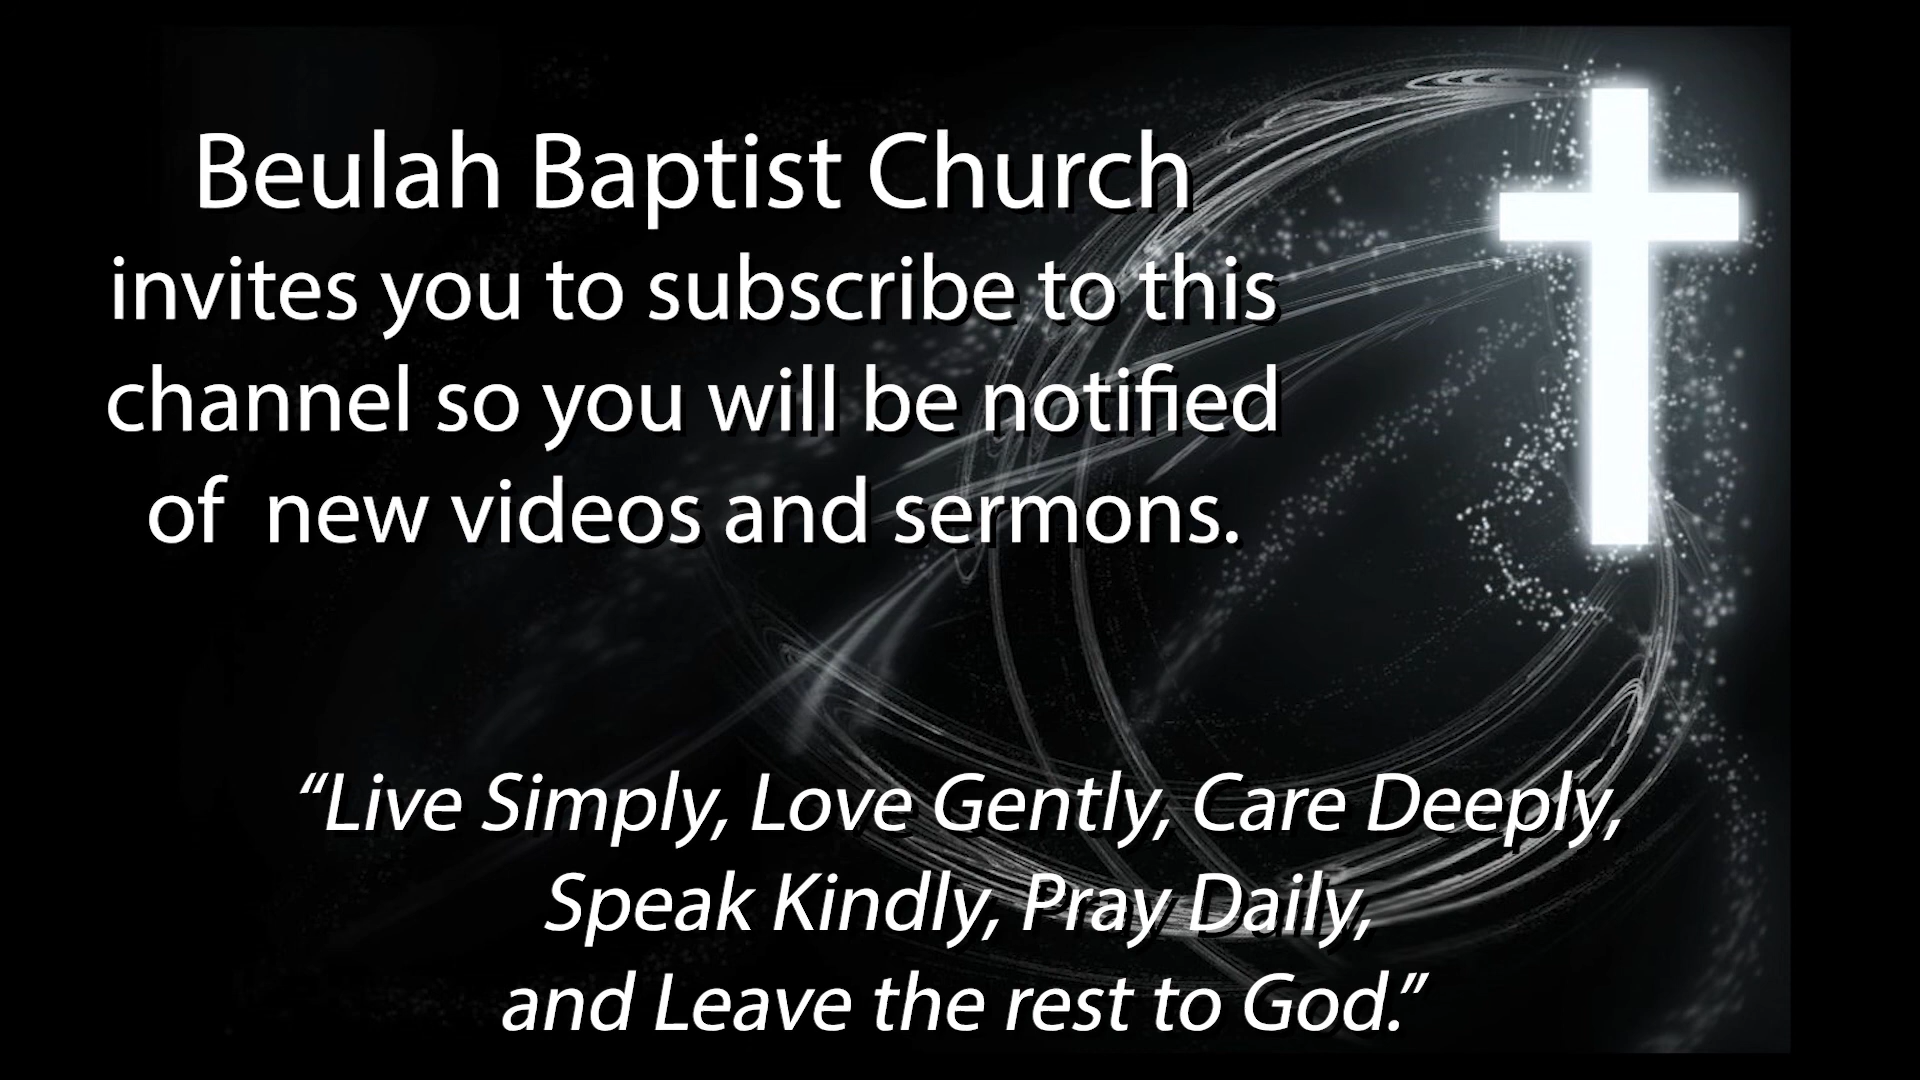 Beulah Baptist Church
invites you to subscribe to this
channel so you will be notified
of  new videos and sermons.
“Live Simply, Love Gently, Care Deeply,
Speak Kindly, Pray Daily,
and Leave the rest to God.”